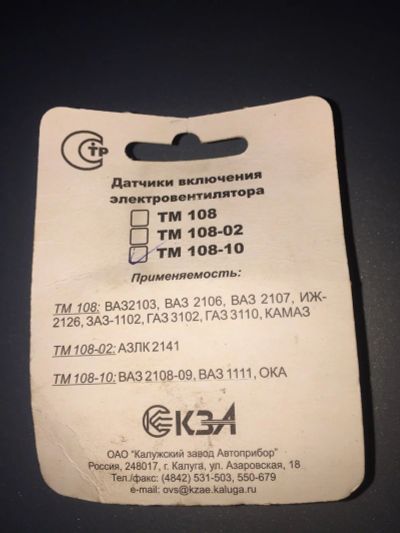 СТР
Датчики включения
электровентилятора
ТМ 108
ТМ 108-02
ТМ 108-10
Применяемость:
ТМ 108: ВАЗ2103, ВАЗ 2106, ВАЗ 2107, ИЖ-
2126, ЗАЗ-1102, ГАЗ 3102, ГАЗ 3110, КАМАЗ
ТМ 108-02: АЗЛК 2141
ТМ 108-10: ВАЗ 2108-09, ВАЗ 1111, ОКА
КЗА
ОАО "Калужский завод Автоприбор"
Россия, 248017, г. Калуга, ул. Азаровская, 18
Тел./факс: (4842) 531-503, 550-679
e-mail: ovs@kzae.kaluga.ru